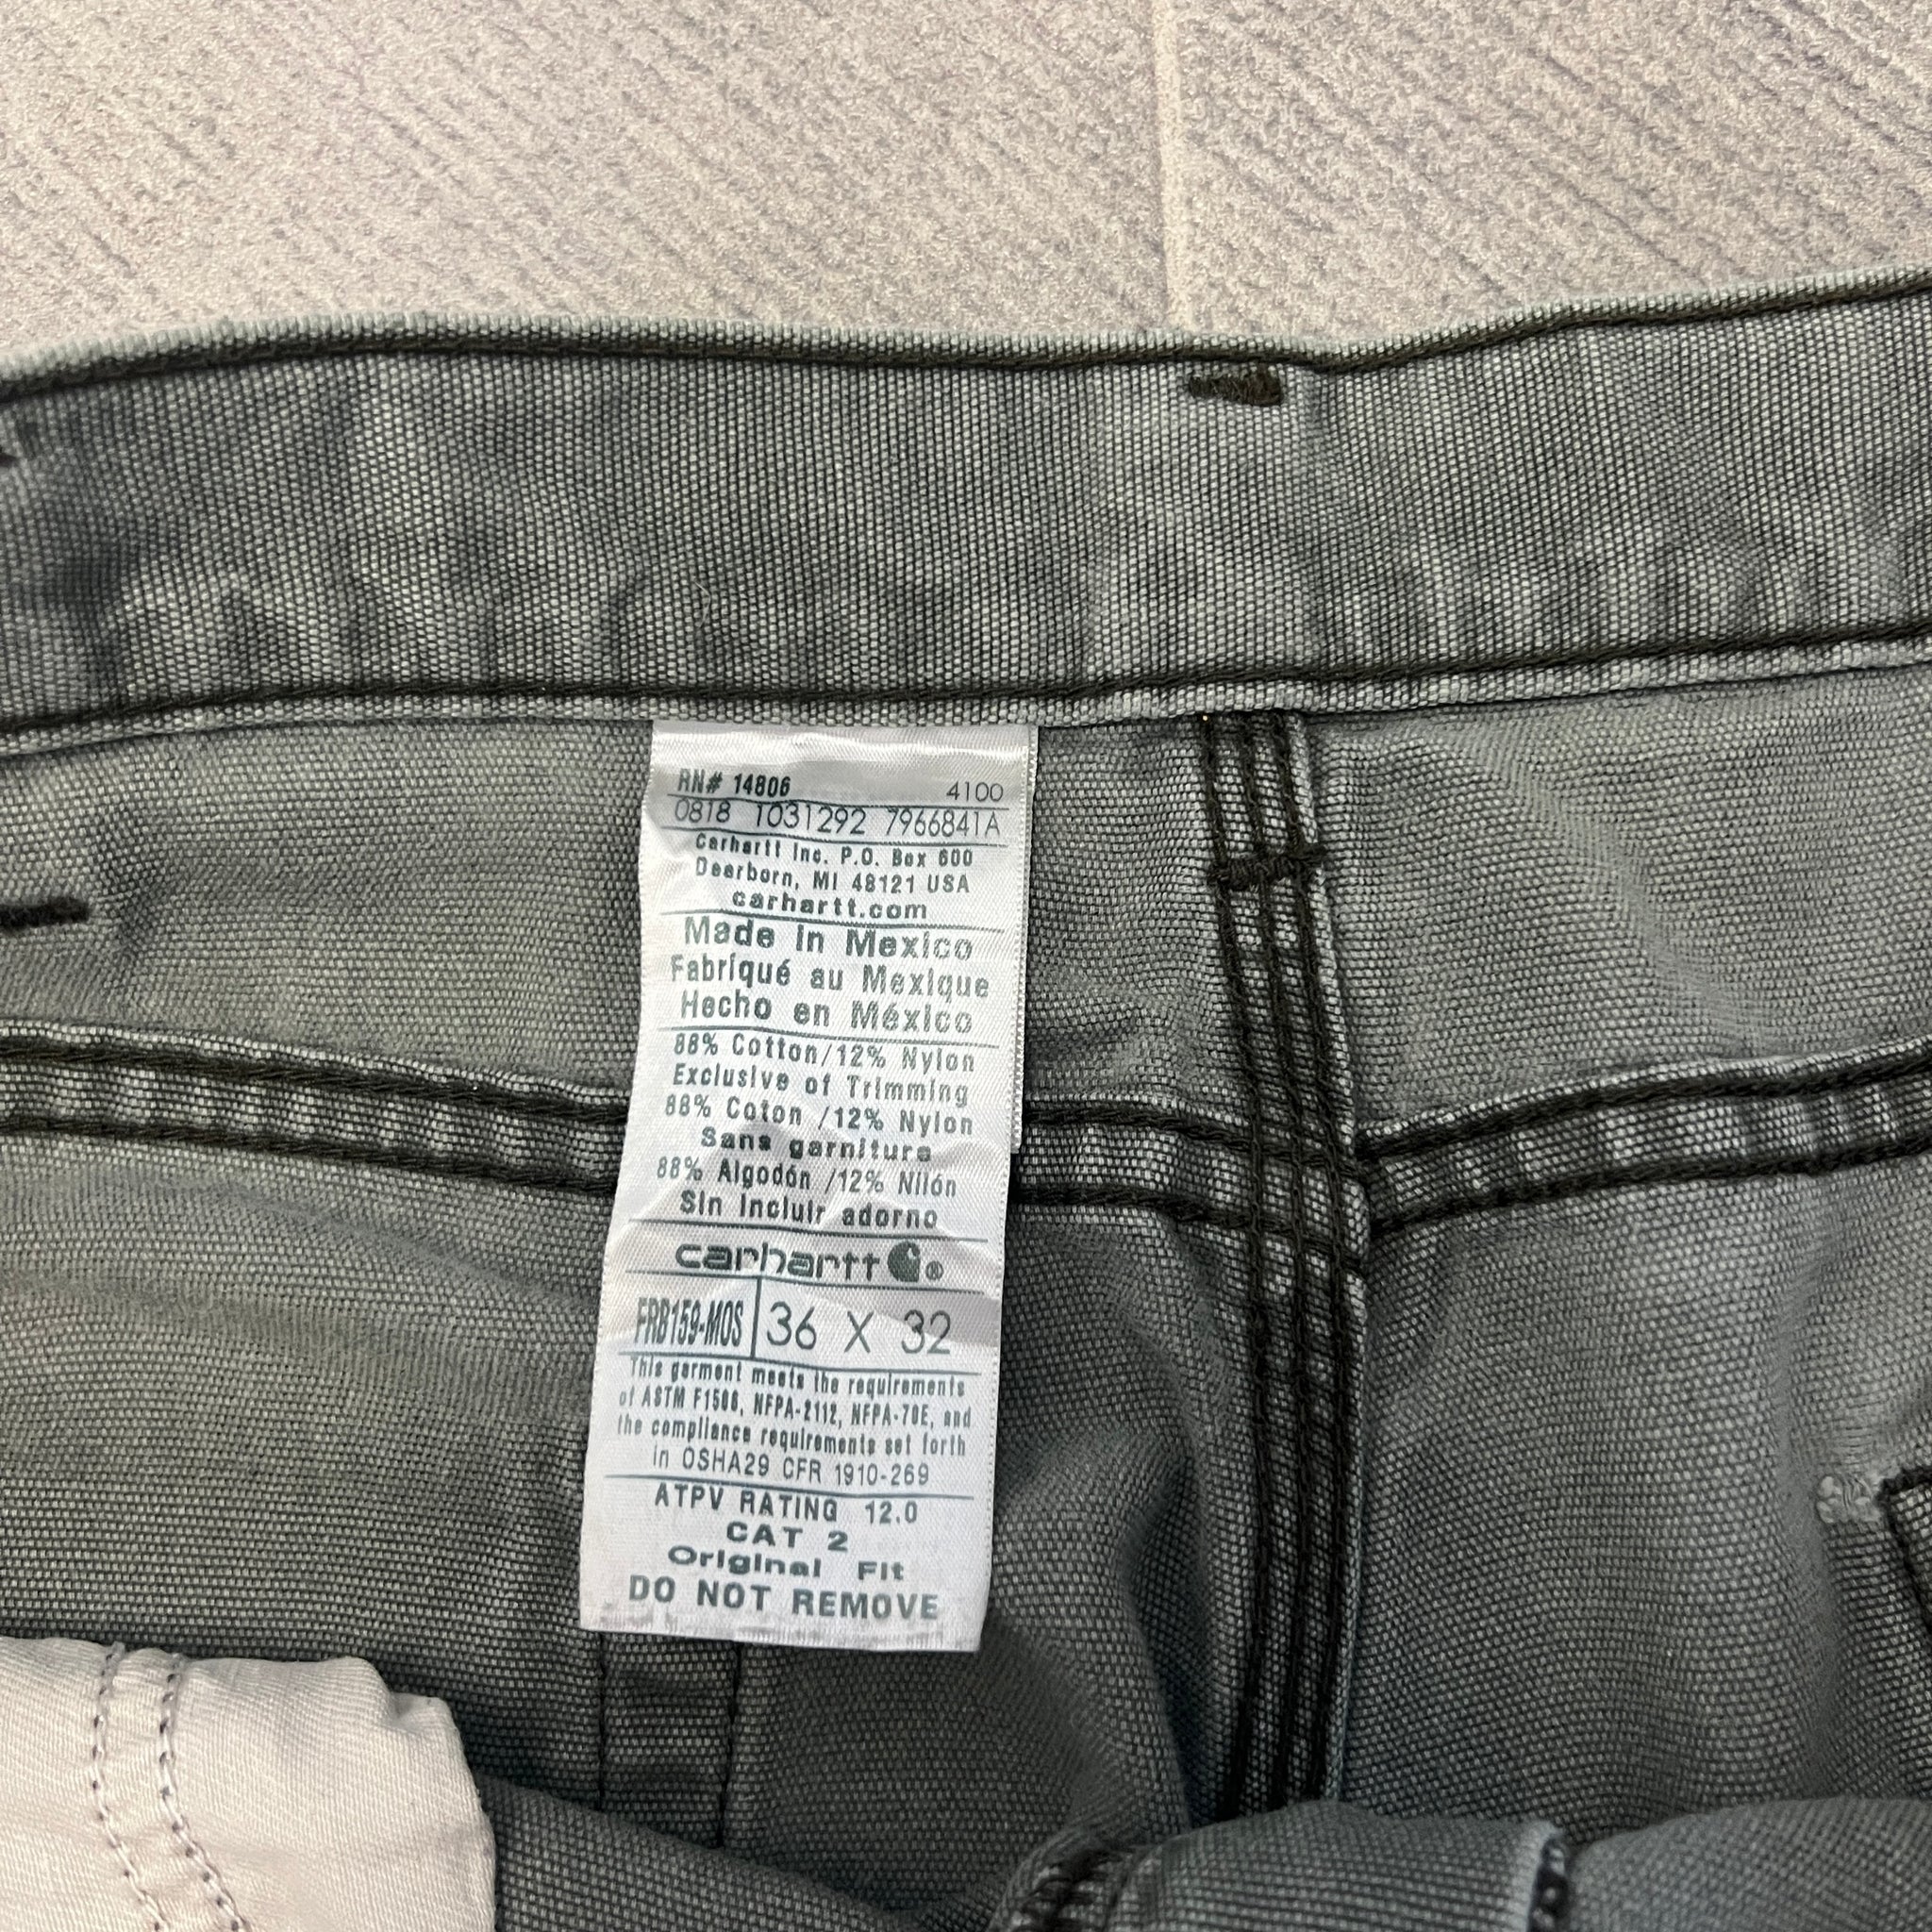 RN# 14806 4100
0818 1031292 7966841A
Carhartt Inc. P.O. Box 600
Dearborn, MI 48121 USA
carhartt.com
Made in Mexico
Fabriqué au Mexique
Hecho en México
88% Cotton/12% Nylon
Exclusive of Trimming
88% Coton /12% Nylon
Sans garniture
88% Algodón /12% Nilón
Sin incluir adorno
carhartt ®
FRB159-MOS 36 X 32
This garment meets the requirements
of ASTM F1506, NFPA-2112, NFPA-70E, and
the compliance requirements set forth
in OSHA29 CFR 1910-269
ATPV RATING 12.0
CAT 2
Original Fit
DO NOT REMOVE